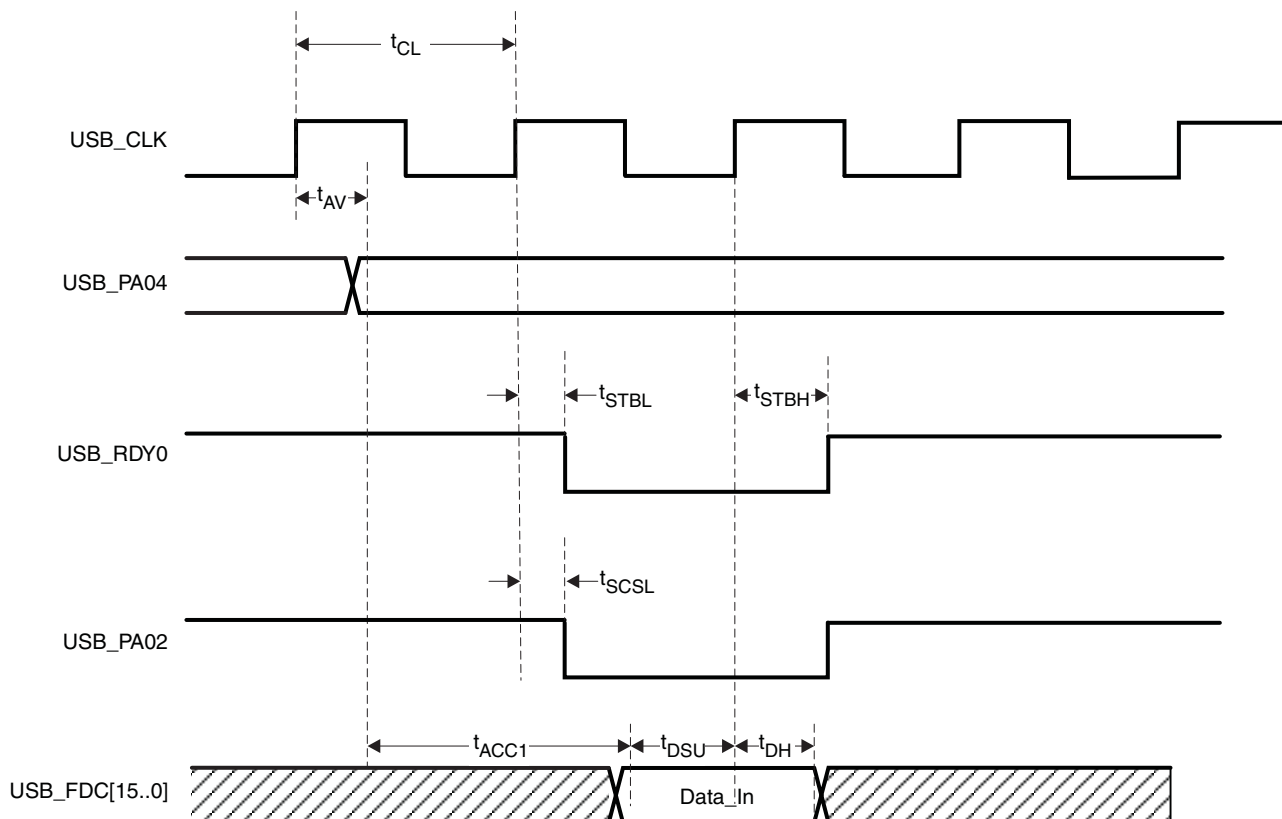 tCL
USB_CLK
tAV
USB_PA04
tSTBL
tSTBH
USB_RDY0
tSCSL
USB_PA02
tACC1
tDSU
tDH
USB_FDC[15..0]
Data_In